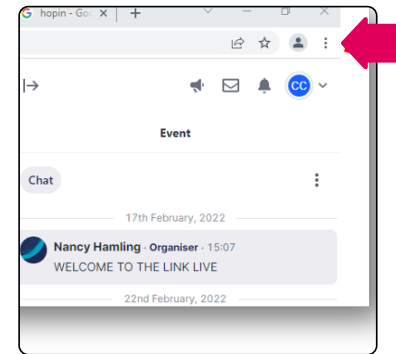 hopin - Goo
CC
Event
Chat
17th February, 2022
Nancy Hamling · Organiser · 15:07
WELCOME TO THE LINK LIVE
22nd February, 2022